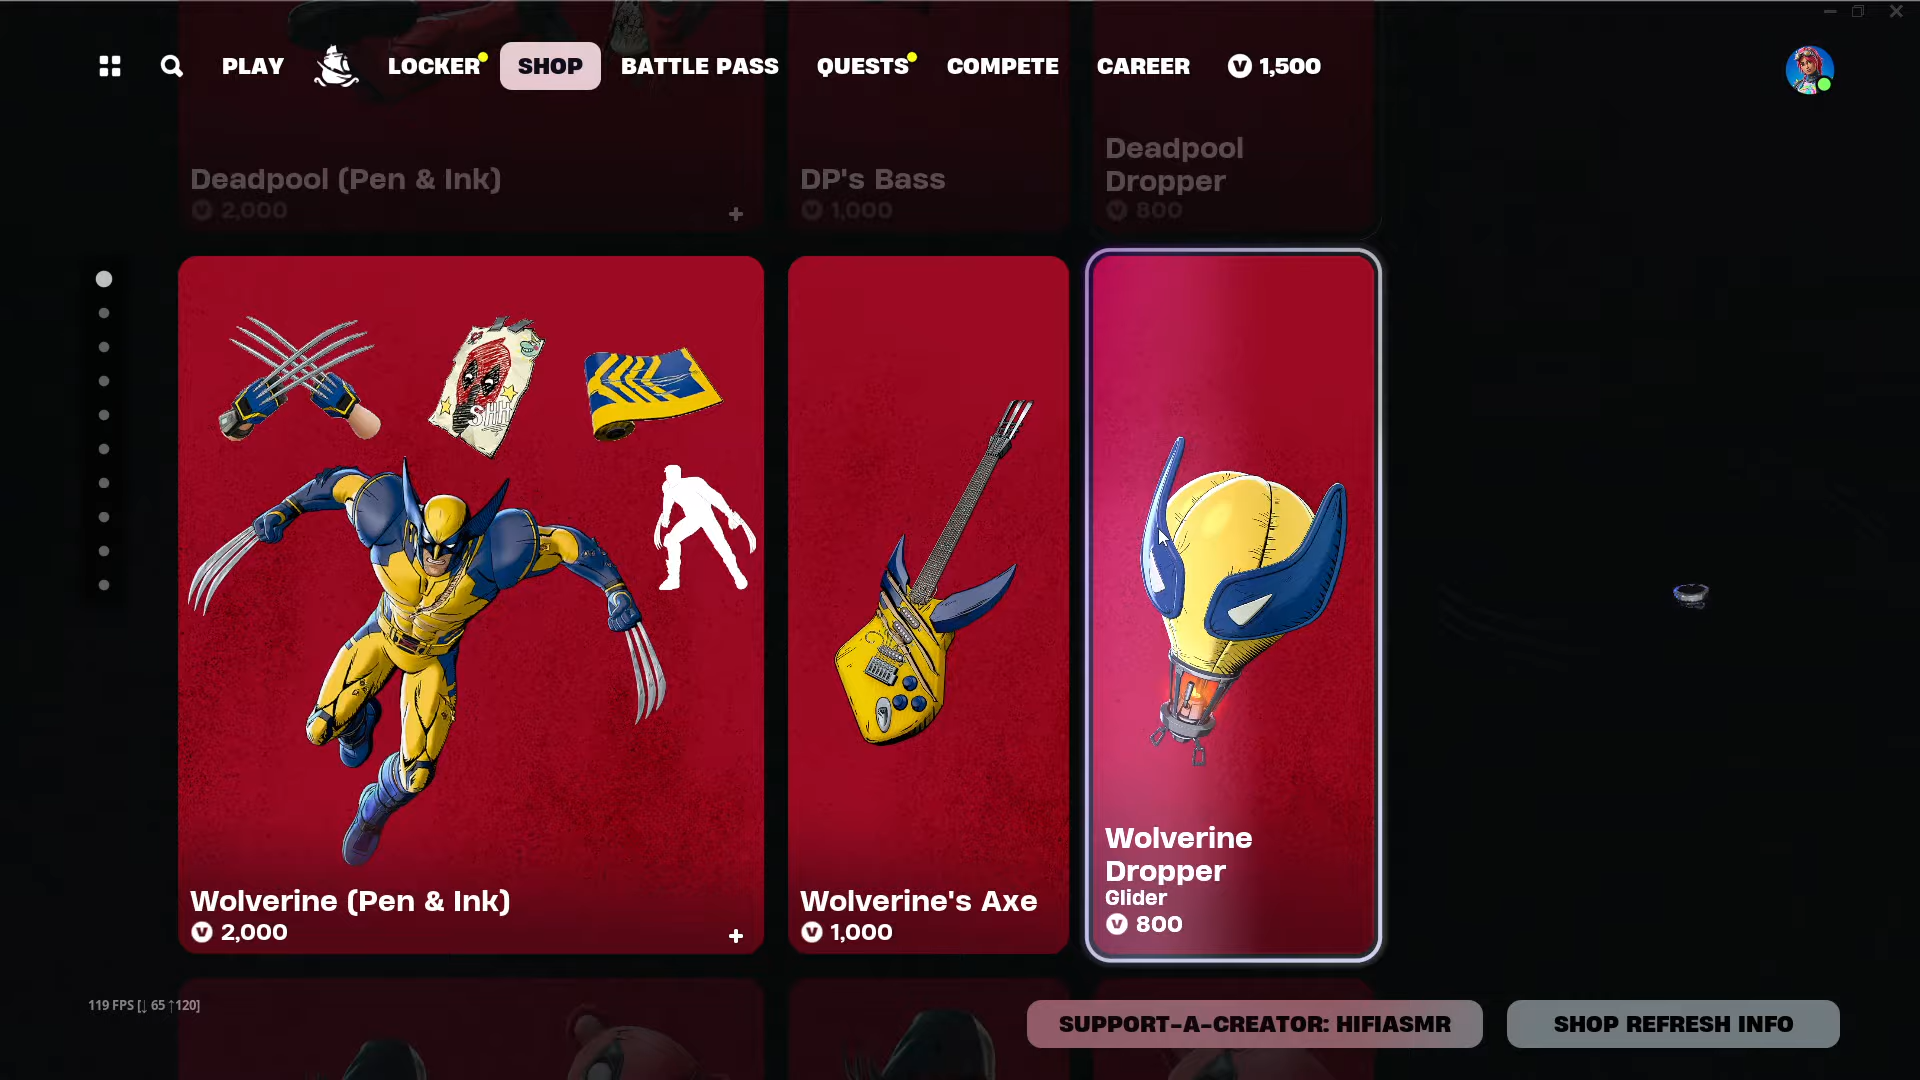 PLAY LOCKER SHOP BATTLE PASS QUESTS COMPETE CAREER V 1,500
Deadpool (Pen & Ink)
V 2,000 +
DP's Bass
V 1,000
Deadpool
Dropper
V 800
SHH
Wolverine (Pen & Ink)
V 2,000 +
Wolverine's Axe
V 1,000
Wolverine
Dropper
Glider
V 800
119 FPS [↓ 65 ↑120]
SUPPORT-A-CREATOR: HIFIASMR
SHOP REFRESH INFO